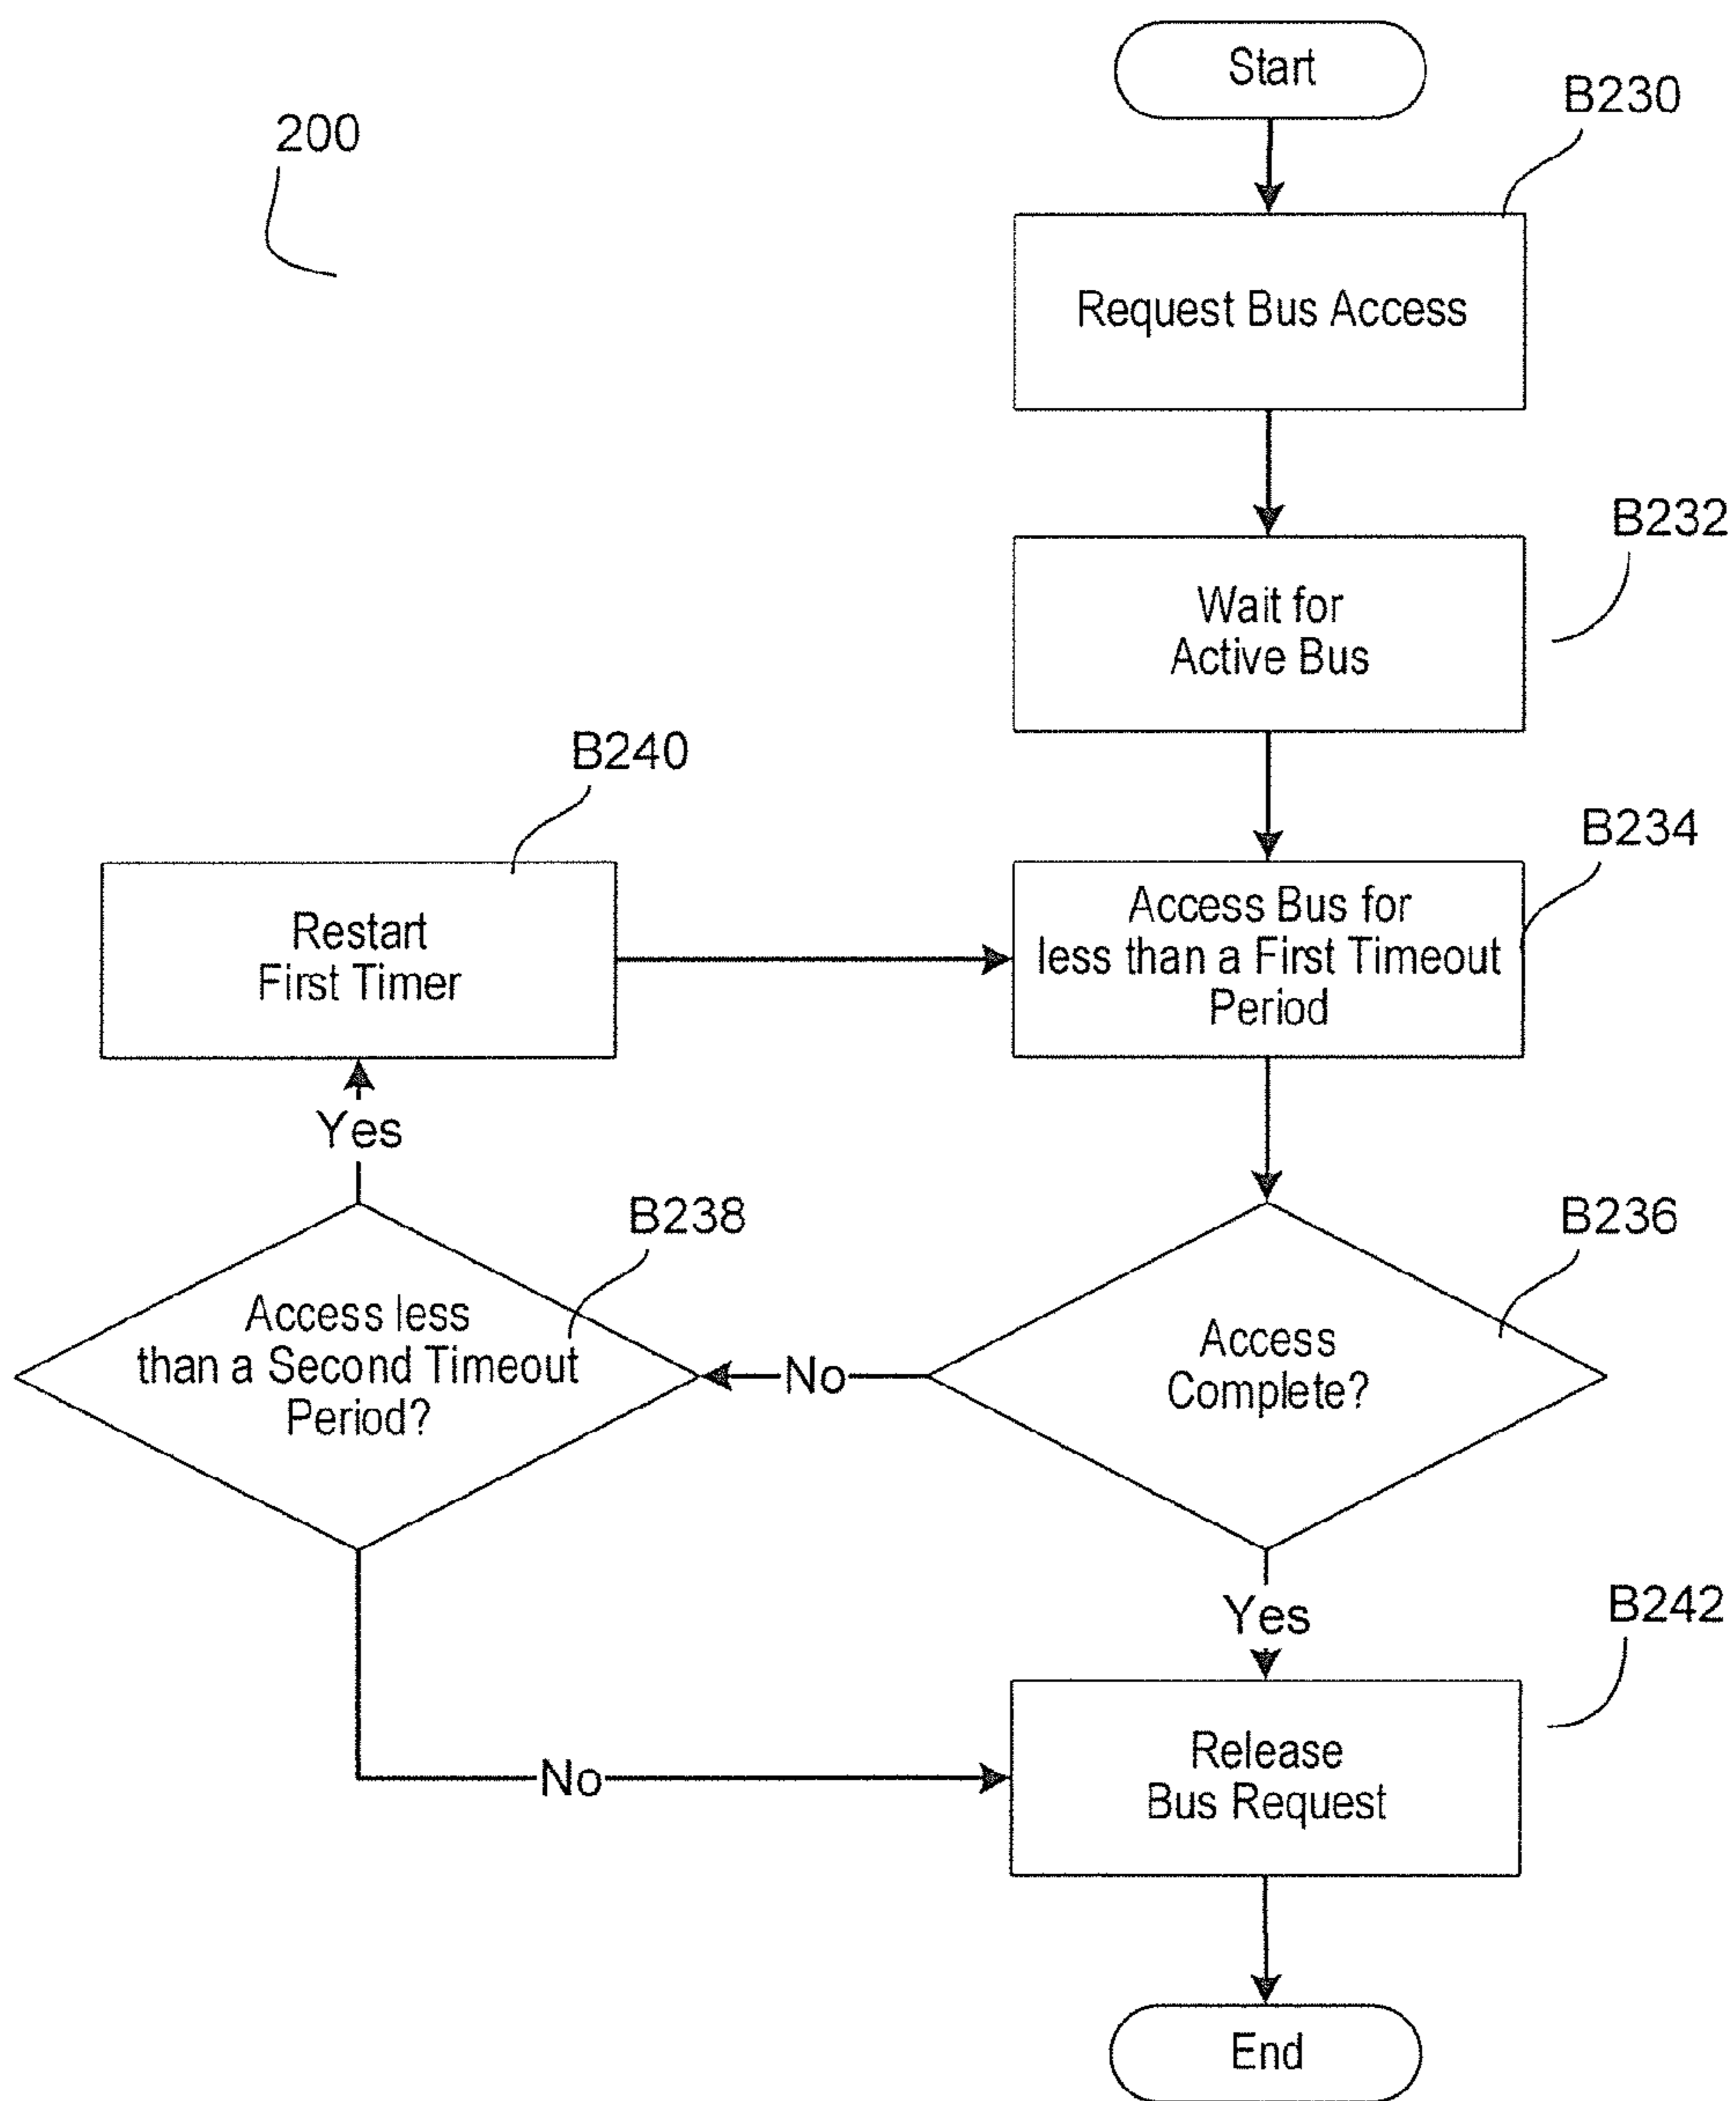 Start
B230
200
Request Bus Access
B232
Wait for
Active Bus
B240
B234
Restart
First Timer
Access Bus for
less than a First Timeout
Period
Yes
B238
B236
Access less
than a Second Timeout
Period?
No
Access
Complete?
Yes
B242
No
Release
Bus Request
End